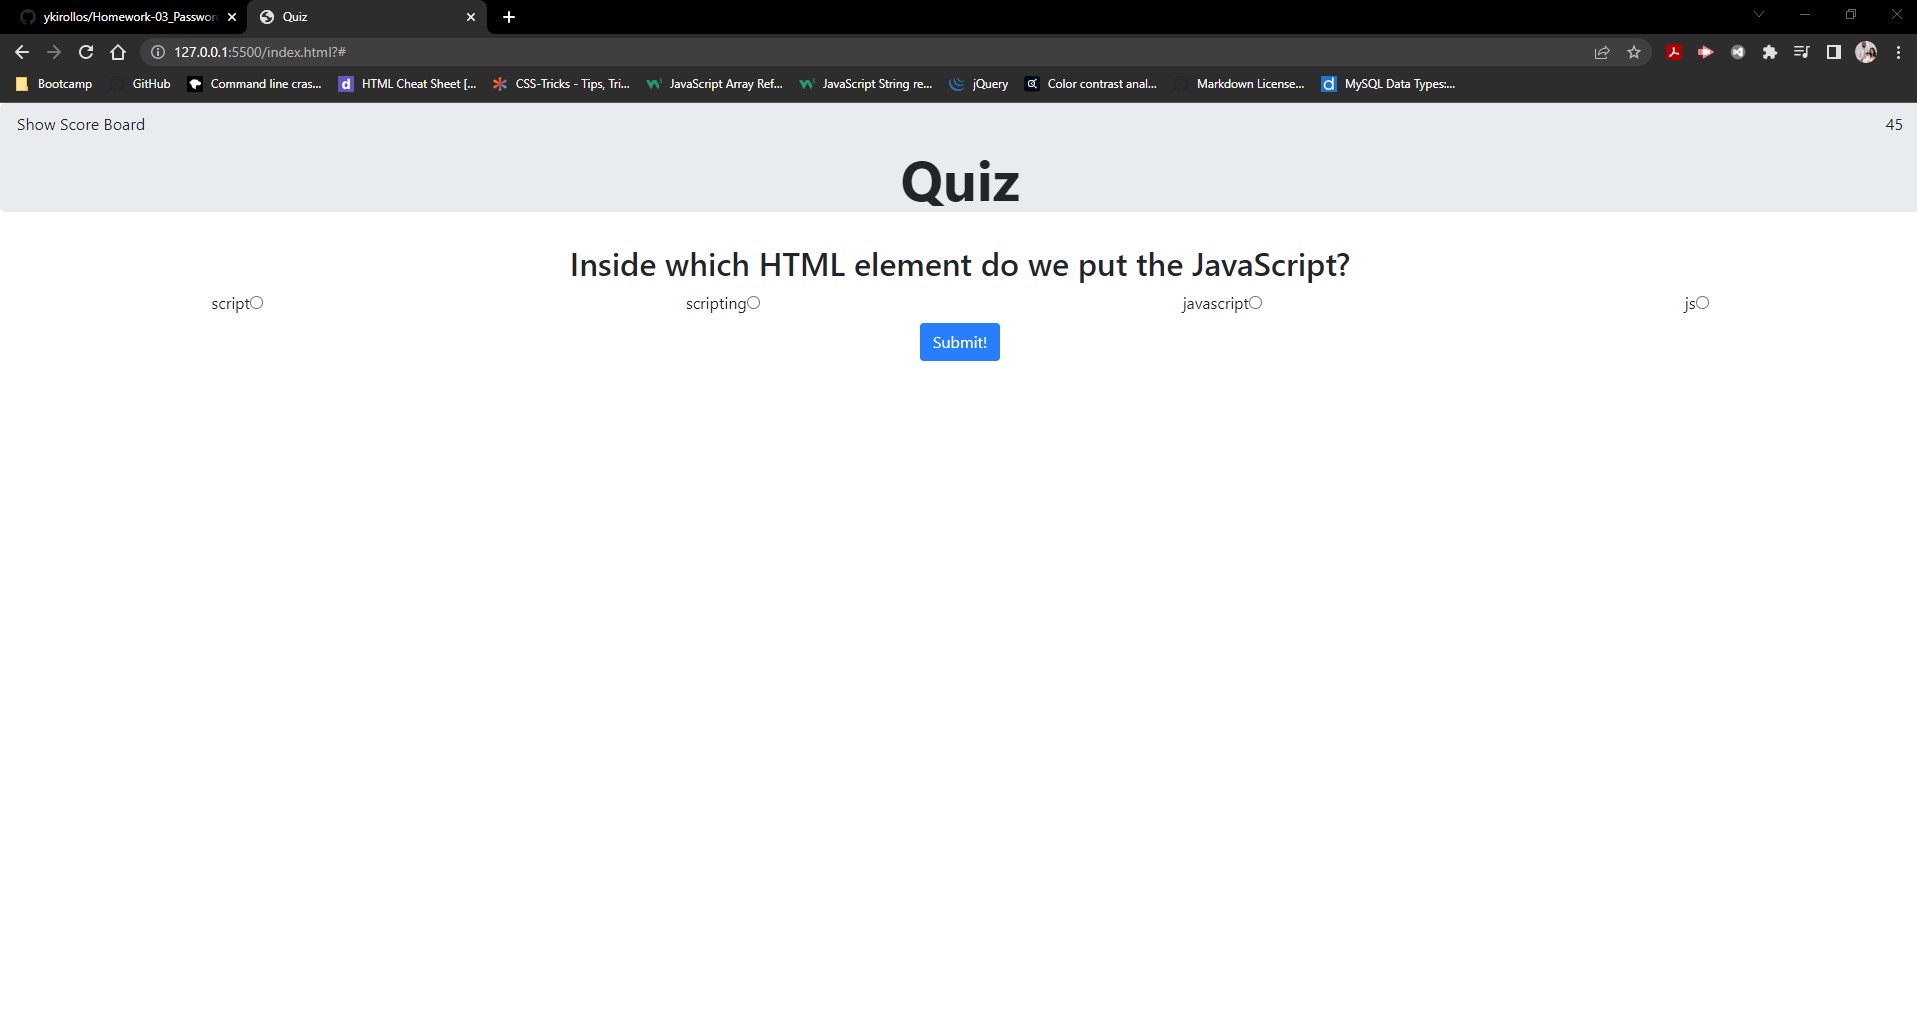 ykirollos/Homework-03_Passwor
Quiz
127.0.0.1:5500/index.html?#
Bootcamp
GitHub
Command line cras...
HTML Cheat Sheet [...
CSS-Tricks - Tips, Tri...
JavaScript Array Ref...
JavaScript String re...
jQuery
Color contrast anal...
Markdown License...
MySQL Data Types:...
Show Score Board
45
Quiz
Inside which HTML element do we put the JavaScript?
script
scripting
javascript
js
Submit!